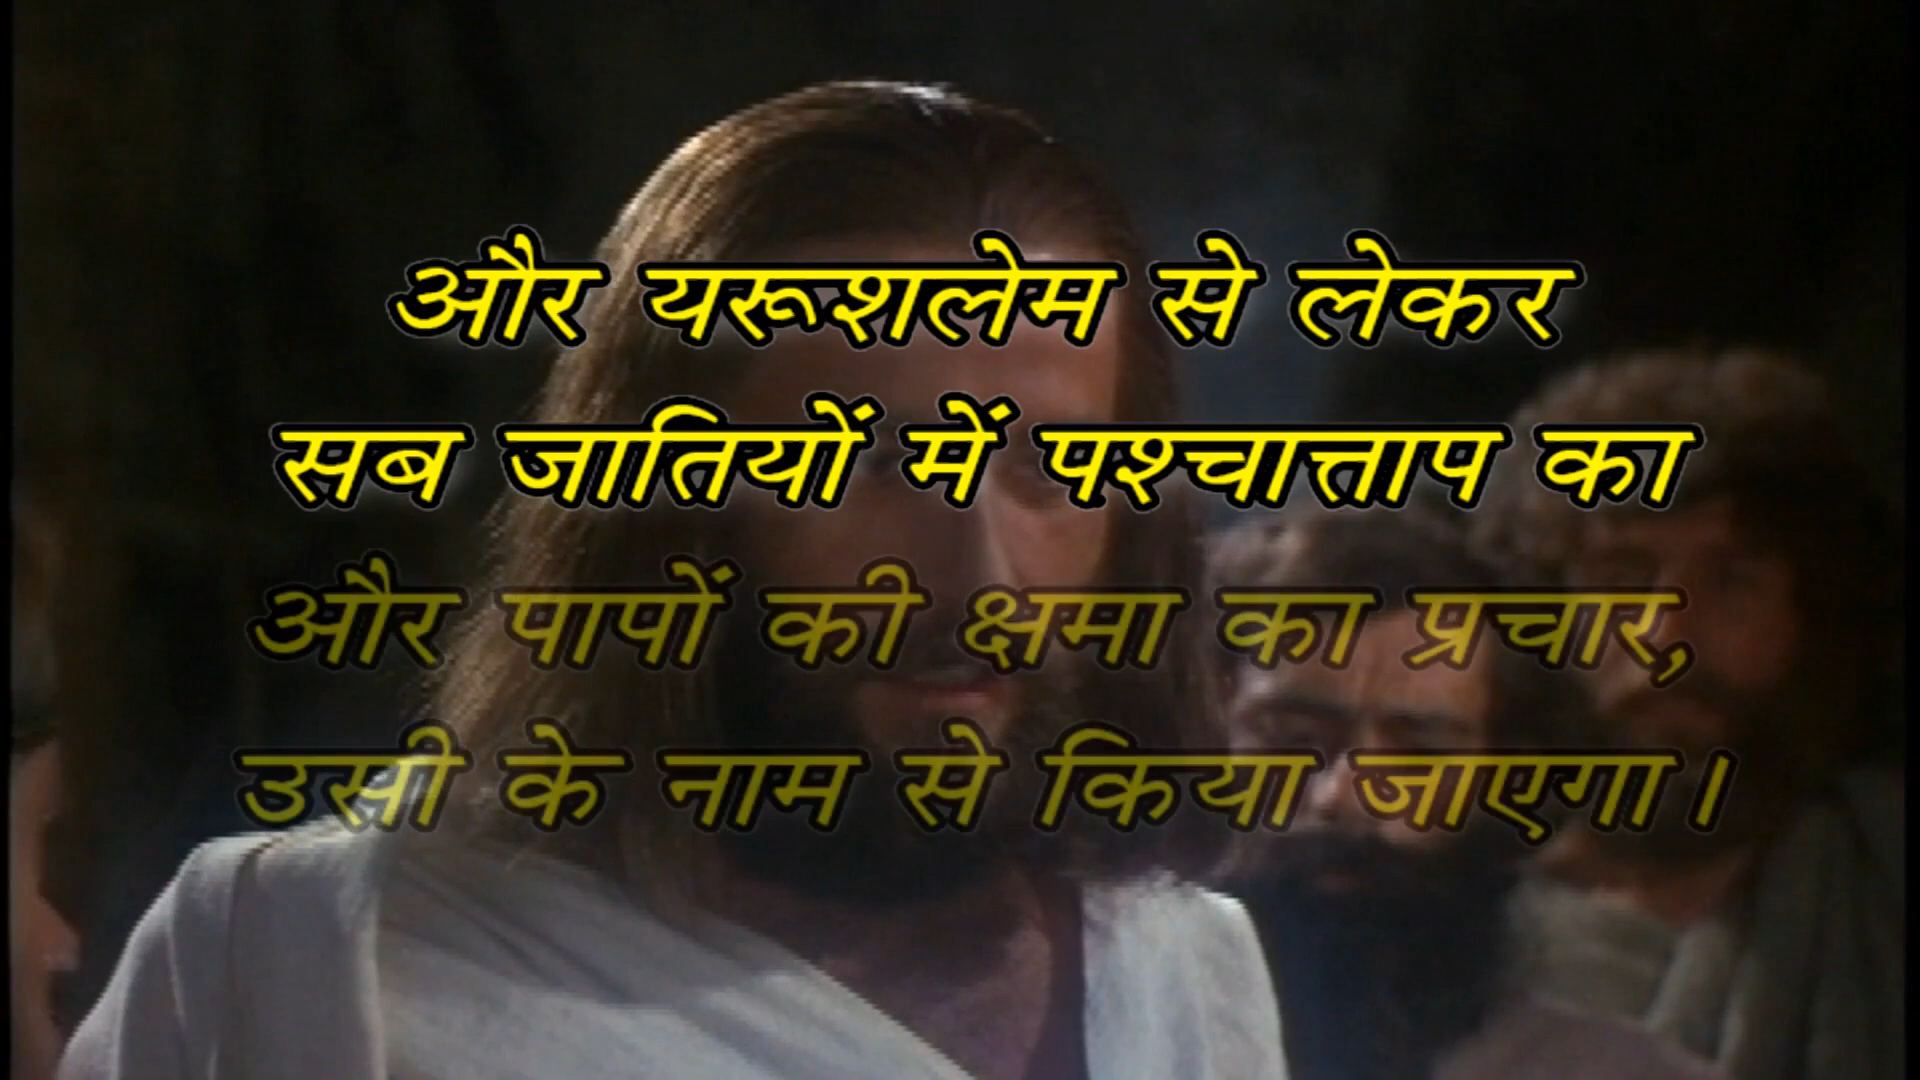 और यरूशलेम से लेकर
सब जातियों में पश्चात्ताप का
और पापों की क्षमा का प्रचार,
उसी के नाम से किया जाएगा।